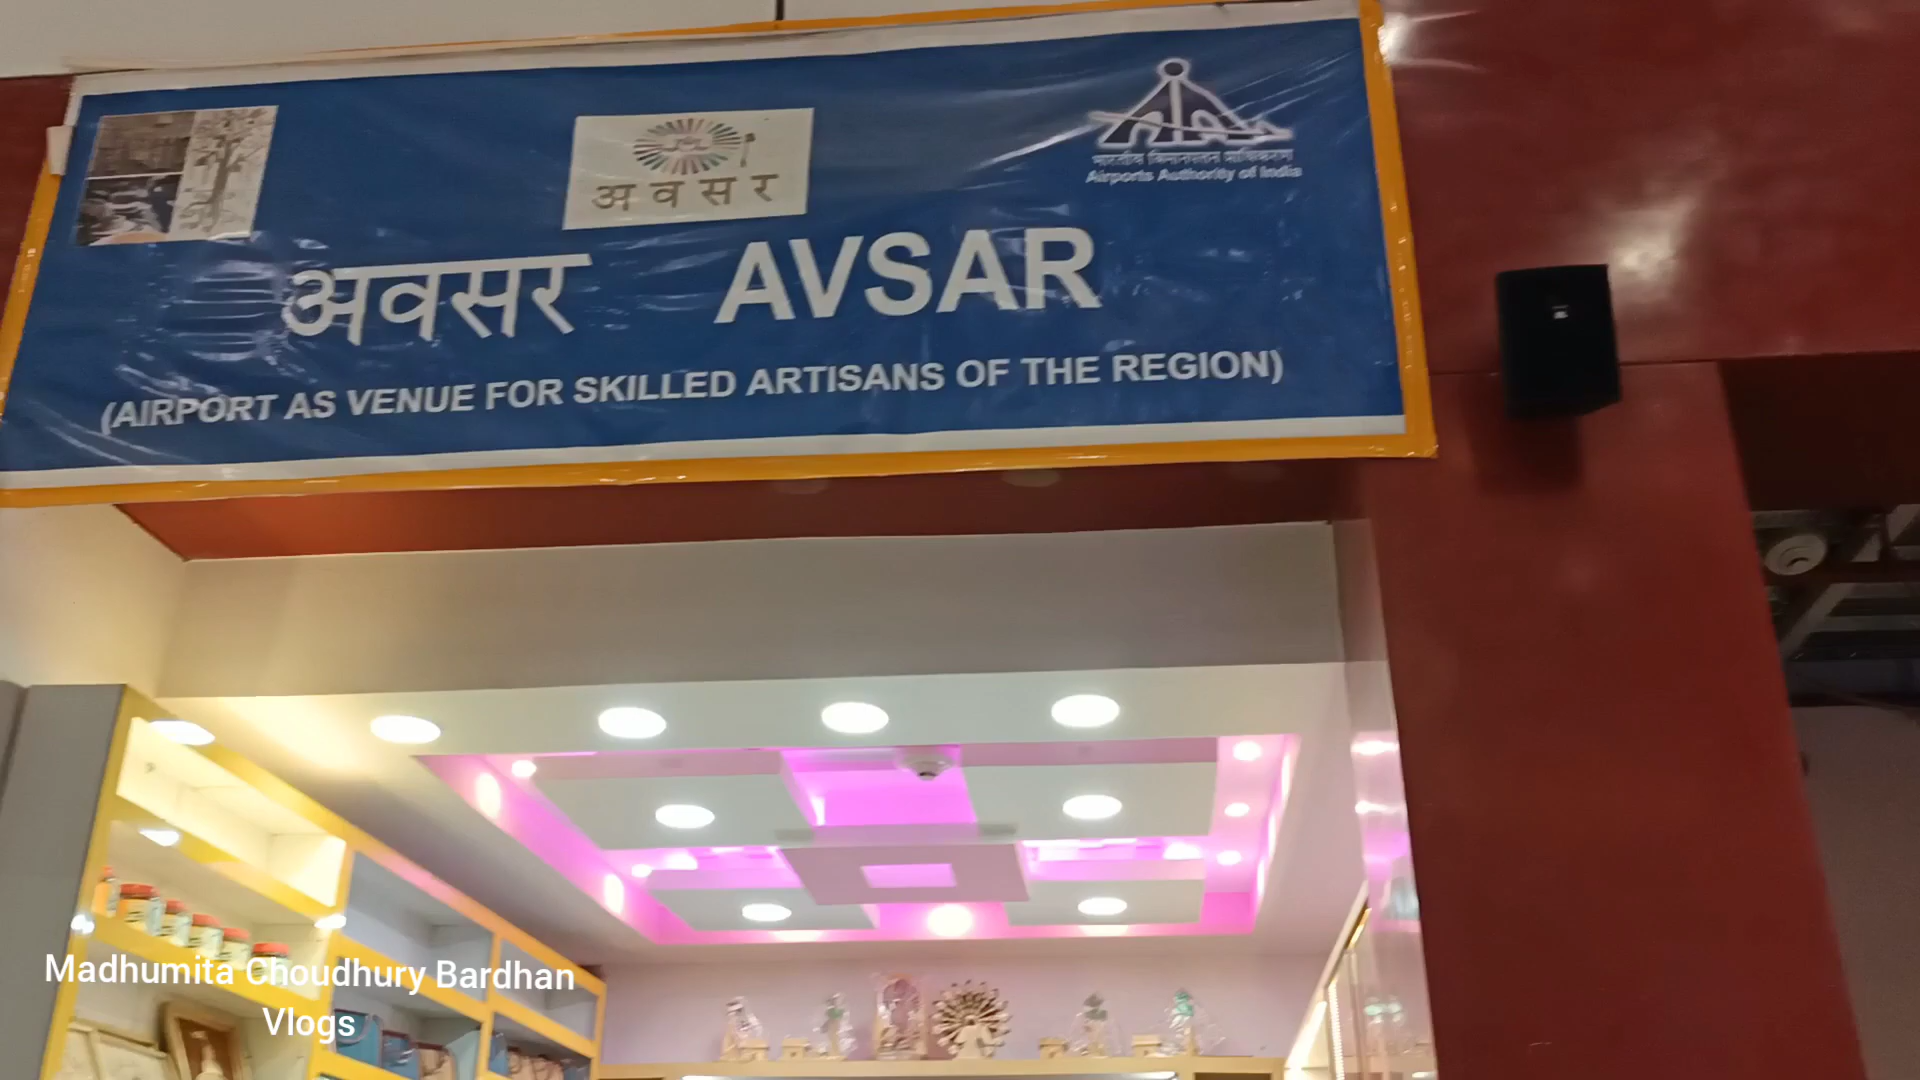 अवसर
भारतीय विमानपत्तन प्राधिकरण
Airports Authority of India
अवसर AVSAR
(AIRPORT AS VENUE FOR SKILLED ARTISANS OF THE REGION)
Madhumita Choudhury Bardhan
Vlogs